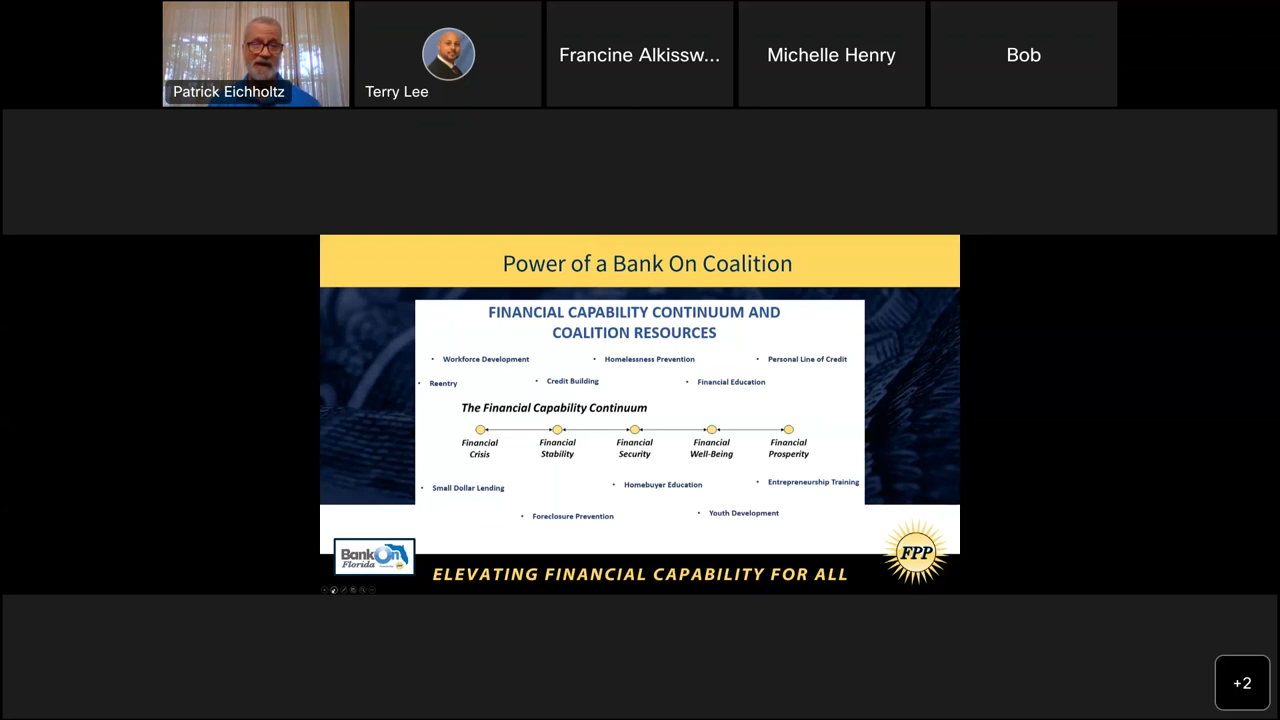 Patrick Eichholtz
Terry Lee
Francine Alkissw...
Michelle Henry
Bob
Power of a Bank On Coalition
FINANCIAL CAPABILITY CONTINUUM AND
COALITION RESOURCES
• Workforce Development
• Homelessness Prevention
• Personal Line of Credit
• Reentry
• Credit Building
• Financial Education
The Financial Capability Continuum
Financial
Crisis
Financial
Stability
Financial
Security
Financial
Well-Being
Financial
Prosperity
• Small Dollar Lending
• Homebuyer Education
• Entrepreneurship Training
• Foreclosure Prevention
• Youth Development
BankOn
Florida
FPP
ELEVATING FINANCIAL CAPABILITY FOR ALL
+2